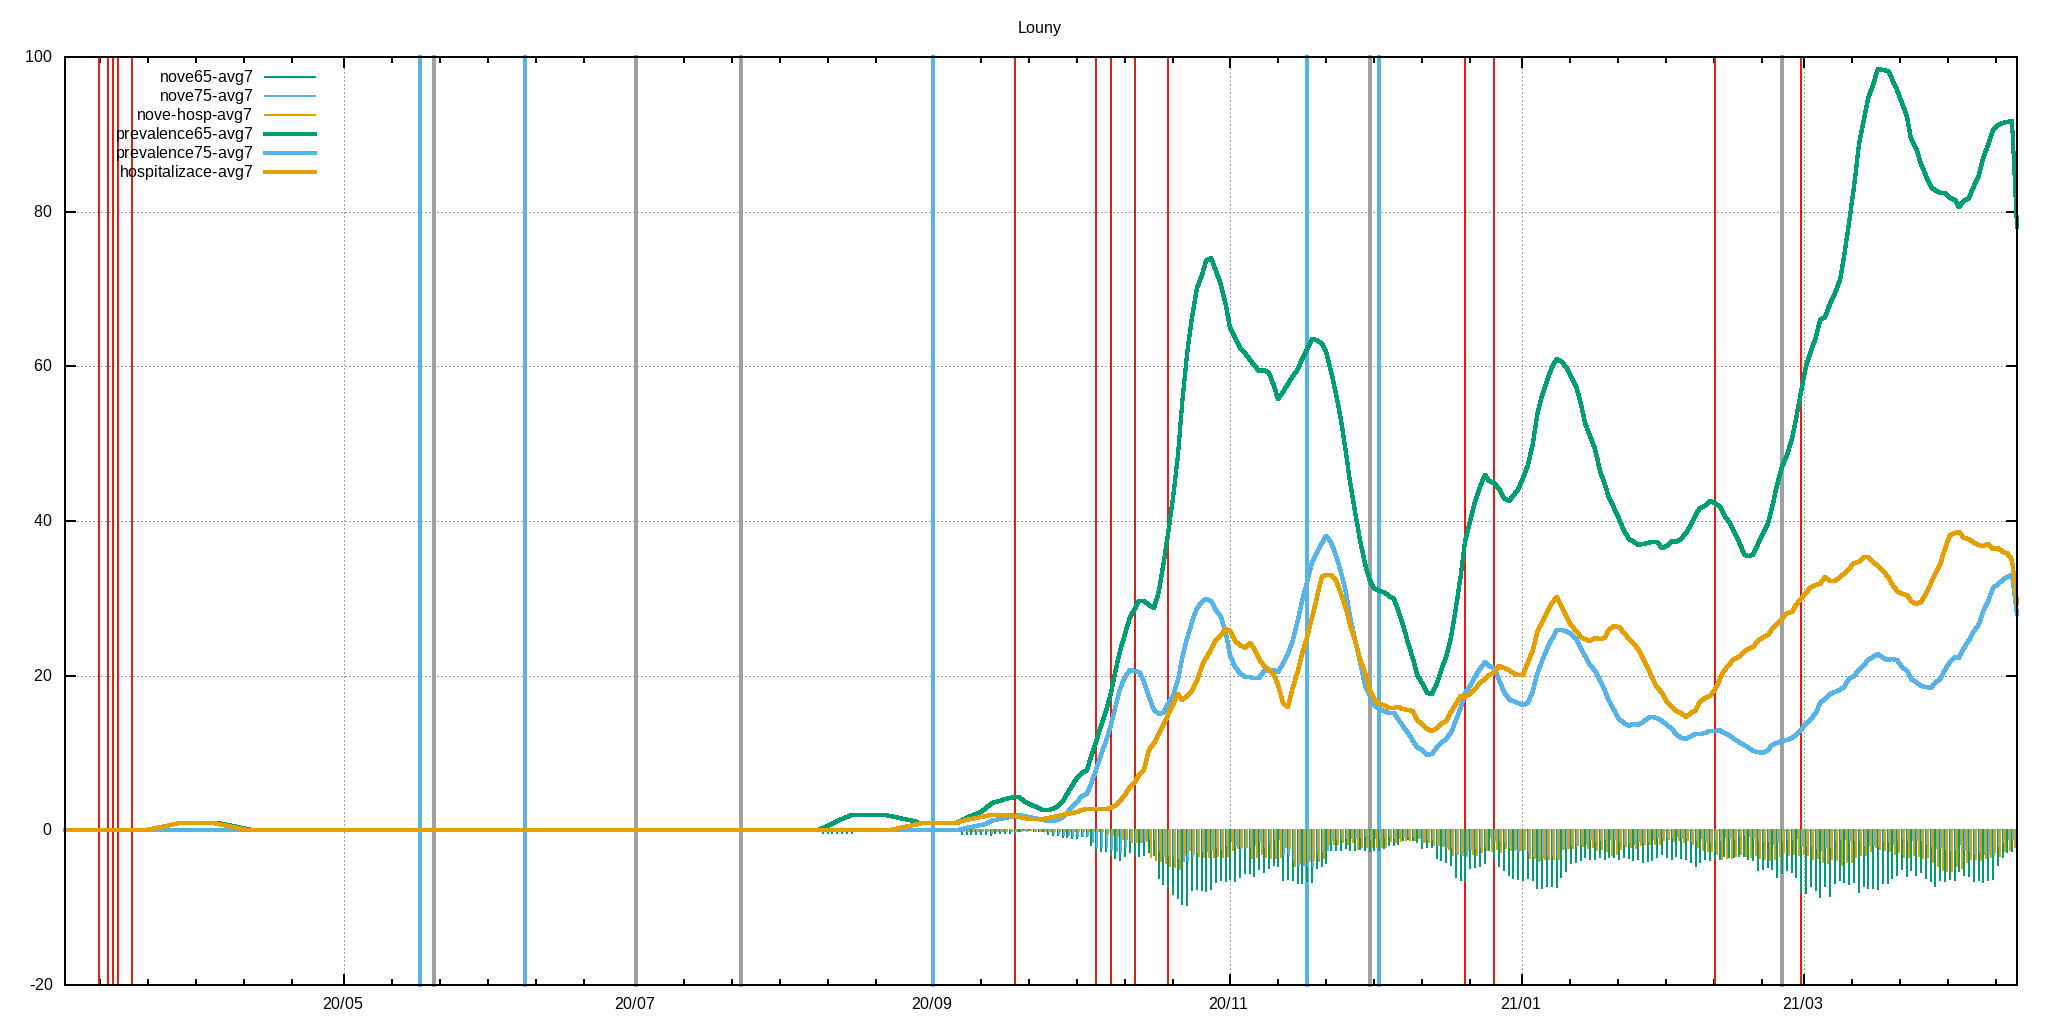 Louny
100
nove65-avg7
nove75-avg7
nove-hosp-avg7
prevalence65-avg7
prevalence75-avg7
hospitalizace-avg7
80
60
40
20
0
-20
20/05
20/07
20/09
20/11
21/01
21/03